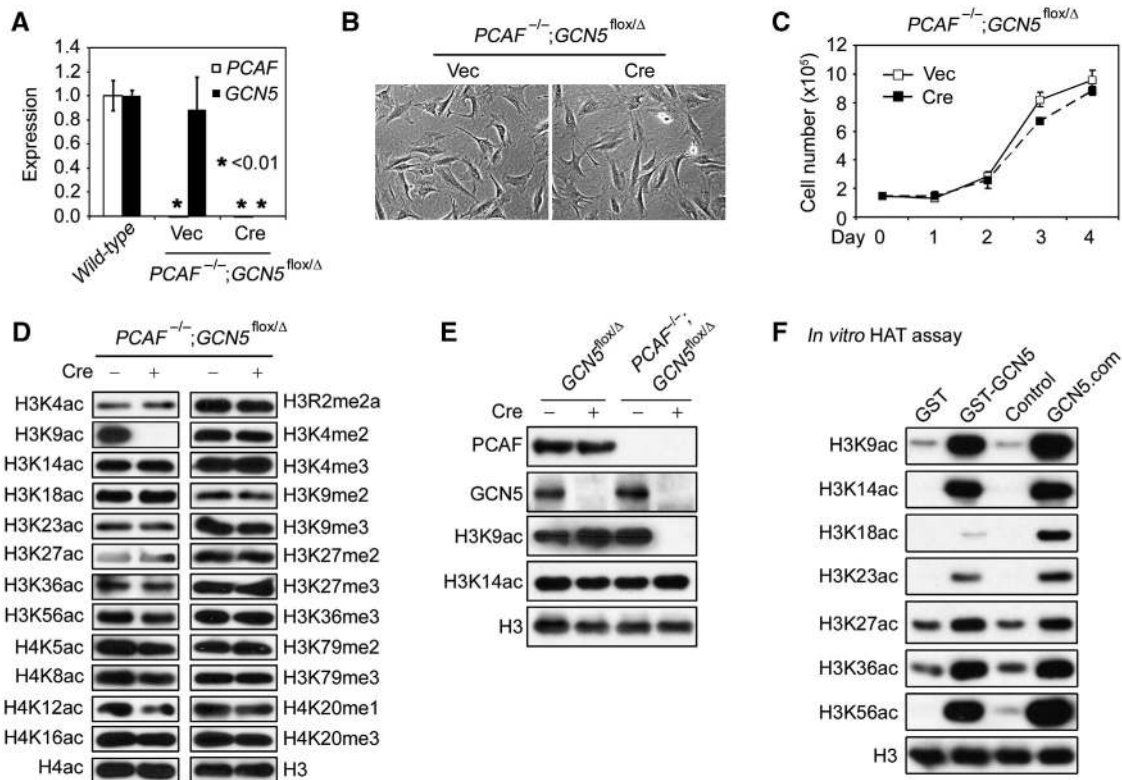 A
1.4
1.2
1.0
0.8
0.6
0.4
0.2
0.0
Expression
PCAF
GCN5
* <0.01
*
* *
Wild-type
Vec
Cre
PCAF−/−;GCN5flox/Δ
B
PCAF−/−;GCN5flox/Δ
Vec
Cre
C
PCAF−/−;GCN5flox/Δ
12
10
8
6
4
2
0
Cell number (x10⁵)
Vec
Cre
Day 0 1 2 3 4
D
PCAF−/−;GCN5flox/Δ
Cre − + − +
H3K4ac H3R2me2a
H3K9ac H3K4me2
H3K14ac H3K4me3
H3K18ac H3K9me2
H3K23ac H3K9me3
H3K27ac H3K27me2
H3K36ac H3K27me3
H3K56ac H3K36me3
H4K5ac H3K79me2
H4K8ac H3K79me3
H4K12ac H4K20me1
H4K16ac H4K20me3
H4ac H3
E
GCN5flox/Δ
PCAF−/−;
GCN5flox/Δ
Cre − + − +
PCAF
GCN5
H3K9ac
H3K14ac
H3
F In vitro HAT assay
GST
GST-GCN5
Control
GCN5.com
H3K9ac
H3K14ac
H3K18ac
H3K23ac
H3K27ac
H3K36ac
H3K56ac
H3